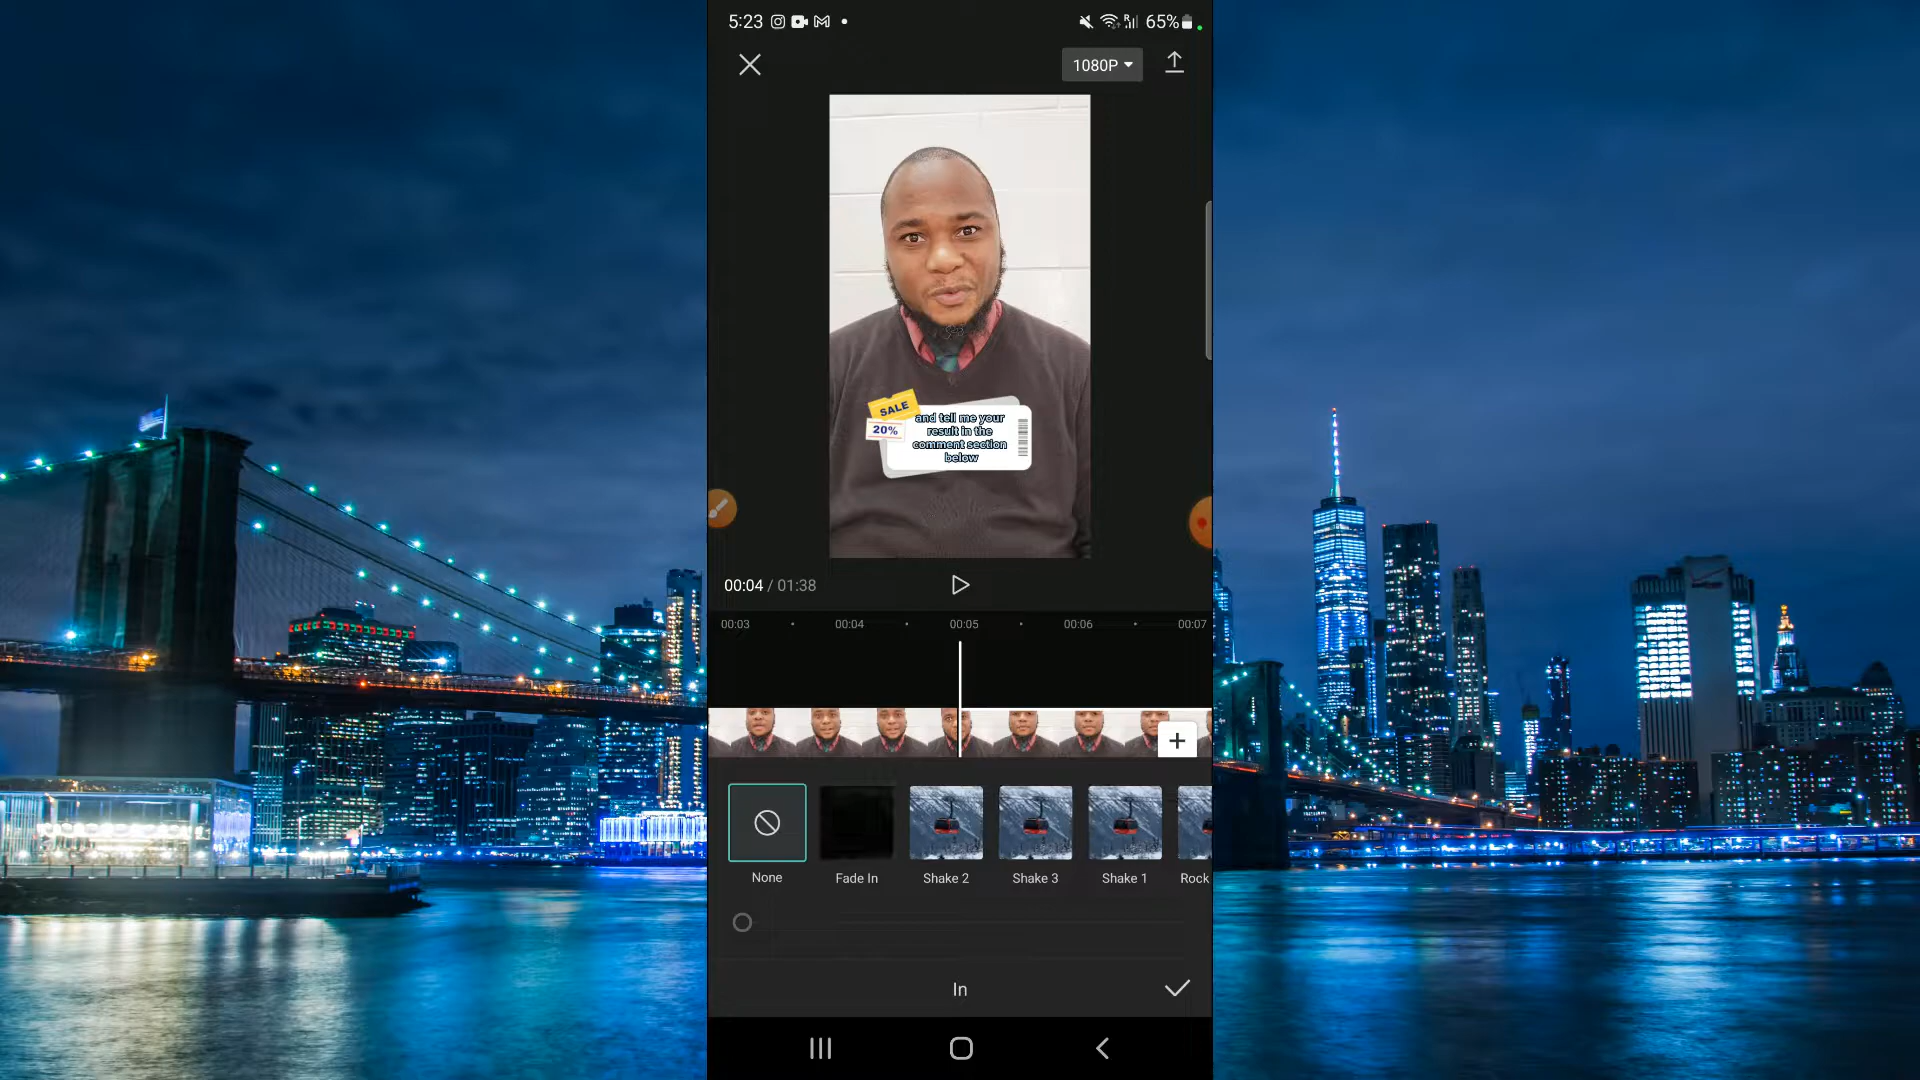 5:23
65%
1080P
SALE
20%
and tell me your
result in the
comment section
below
00:04 / 01:38
00:03 00:04 00:05 00:06 00:07
None Fade In Shake 2 Shake 3 Shake 1 Rock
In